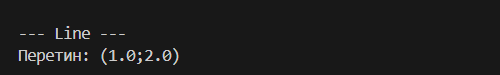 --- Line ---
Перетин: (1.0;2.0)